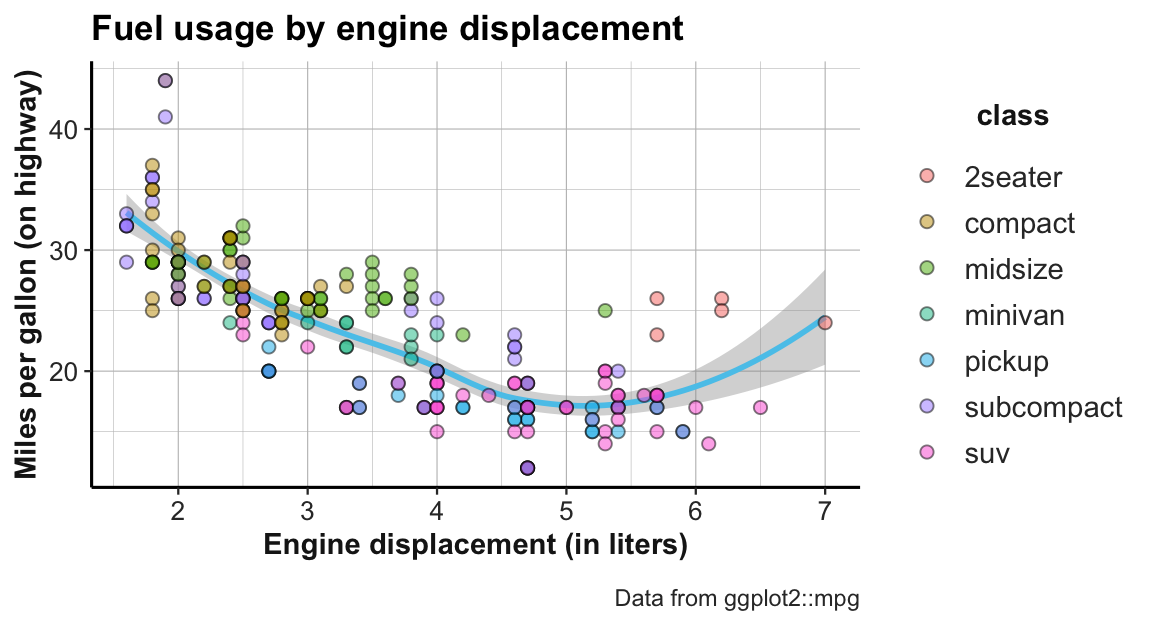 Fuel usage by engine displacement
Miles per gallon (on highway)
40
30
20
2 3 4 5 6 7
Engine displacement (in liters)
class
2seater
compact
midsize
minivan
pickup
subcompact
suv
Data from ggplot2::mpg